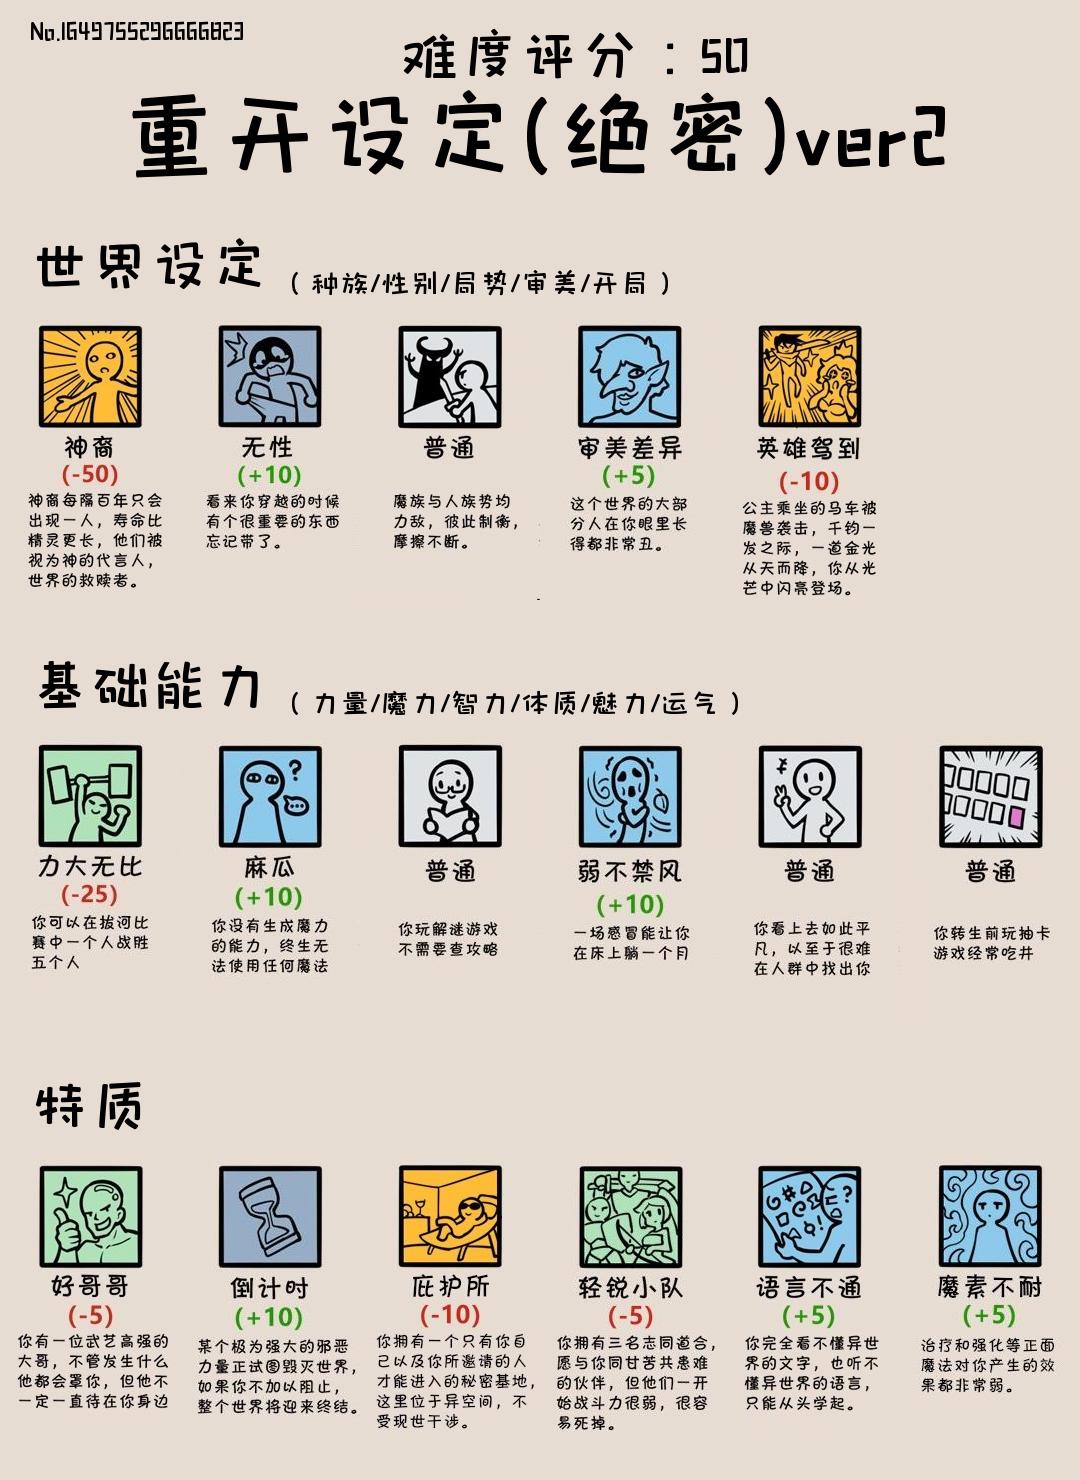 No.1649755296666823
难度评分：50
重开设定(绝密)ver2
世界设定
（种族/性别/局势/审美/开局）
神裔
(-50)
神裔每隔百年只会
出现一人，寿命比
精灵更长，他们被
视为神的代言人，
世界的救赎者。
无性
(+10)
看来你穿越的时候
有个很重要的东西
忘记带了。
普通
魔族与人族势均
力敌，彼此制衡，
摩擦不断。
审美差异
(+5)
这个世界的大部
分人在你眼里长
得都非常丑。
英雄驾到
(-10)
公主乘坐的马车被
魔兽袭击，千钧一
发之际，一道金光
从天而降，你从光
芒中闪亮登场。
基础能力
（力量/魔力/智力/体质/魅力/运气）
力大无比
(-25)
你可以在拔河比
赛中一个人战胜
五个人
麻瓜
(+10)
你没有生成魔力
的能力，终生无
法使用任何魔法
普通
你玩解谜游戏
不需要查攻略
弱不禁风
(+10)
一场感冒能让你
在床上躺一个月
普通
你看上去如此平
凡，以至于很难
在人群中找出你
普通
你转生前玩抽卡
游戏经常吃井
特质
好哥哥
(-5)
你有一位武艺高强的
大哥，不管发生什么
他都会罩你，但他不
一定一直待在你身边
倒计时
(+10)
某个极为强大的邪恶
力量正试图毁灭世界，
如果你不加以阻止，
整个世界将迎来终结。
庇护所
(-10)
你拥有一个只有你自
己以及你所邀请的人
才能进入的秘密基地，
这里位于异空间，不
受现世干涉。
轻锐小队
(-5)
你拥有三名志同道合，
愿与你同甘苦共患难
的伙伴，但他们一开
始战斗力很弱，很容
易死掉。
语言不通
(+5)
你完全看不懂异世
界的文字，也听不
懂异世界的语言，
只能从头学起。
魔素不耐
(+5)
治疗和强化等正面
魔法对你产生的效
果都非常弱。